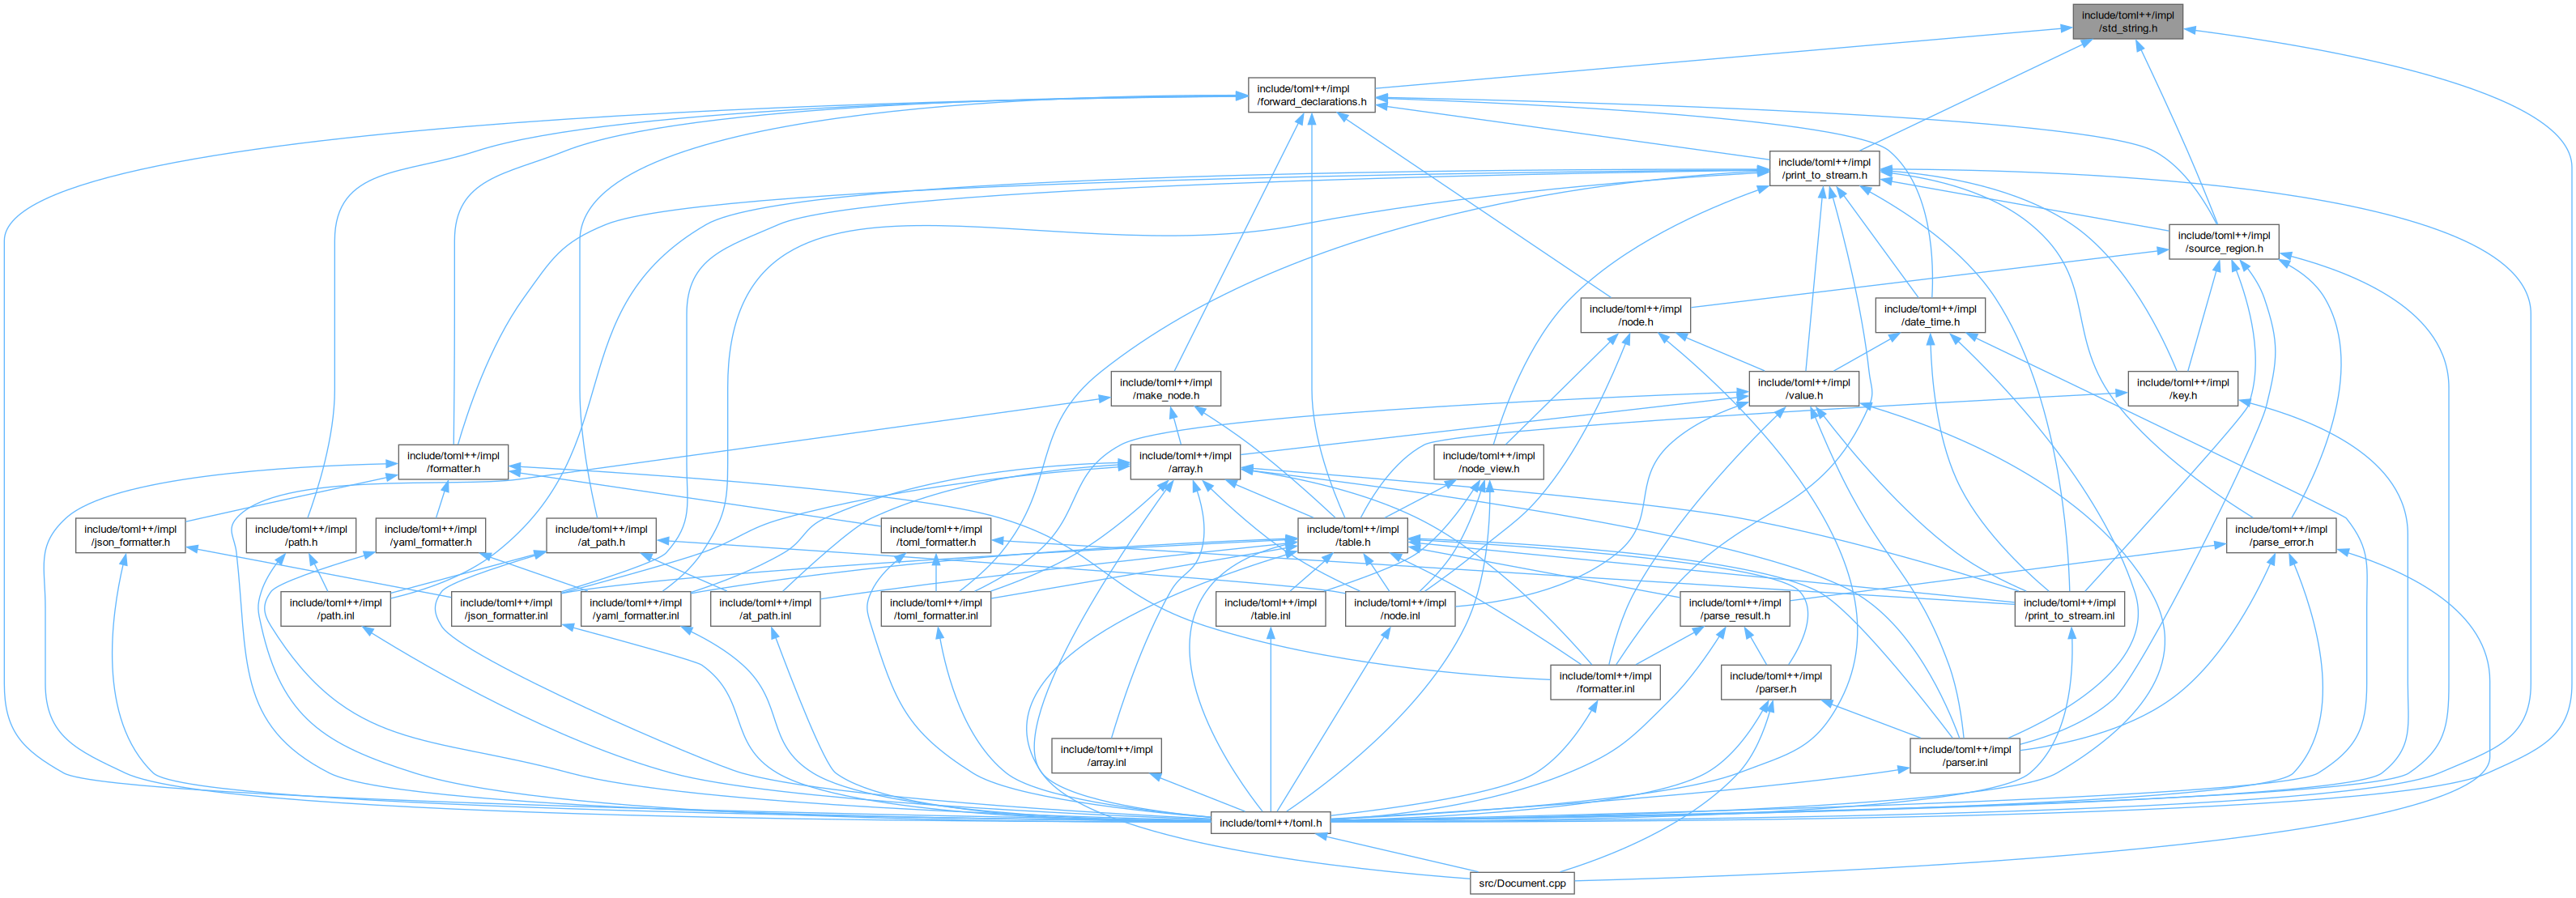 include/toml++/impl
/std_string.h
include/toml++/impl
/forward_declarations.h
include/toml++/impl
/print_to_stream.h
include/toml++/impl
/source_region.h
include/toml++/impl
/node.h
include/toml++/impl
/date_time.h
include/toml++/impl
/make_node.h
include/toml++/impl
/value.h
include/toml++/impl
/key.h
include/toml++/impl
/formatter.h
include/toml++/impl
/array.h
include/toml++/impl
/node_view.h
include/toml++/impl
/json_formatter.h
include/toml++/impl
/path.h
include/toml++/impl
/yaml_formatter.h
include/toml++/impl
/at_path.h
include/toml++/impl
/toml_formatter.h
include/toml++/impl
/table.h
include/toml++/impl
/parse_error.h
include/toml++/impl
/path.inl
include/toml++/impl
/json_formatter.inl
include/toml++/impl
/yaml_formatter.inl
include/toml++/impl
/at_path.inl
include/toml++/impl
/toml_formatter.inl
include/toml++/impl
/table.inl
include/toml++/impl
/node.inl
include/toml++/impl
/parse_result.h
include/toml++/impl
/print_to_stream.inl
include/toml++/impl
/formatter.inl
include/toml++/impl
/parser.h
include/toml++/impl
/array.inl
include/toml++/impl
/parser.inl
include/toml++/toml.h
src/Document.cpp